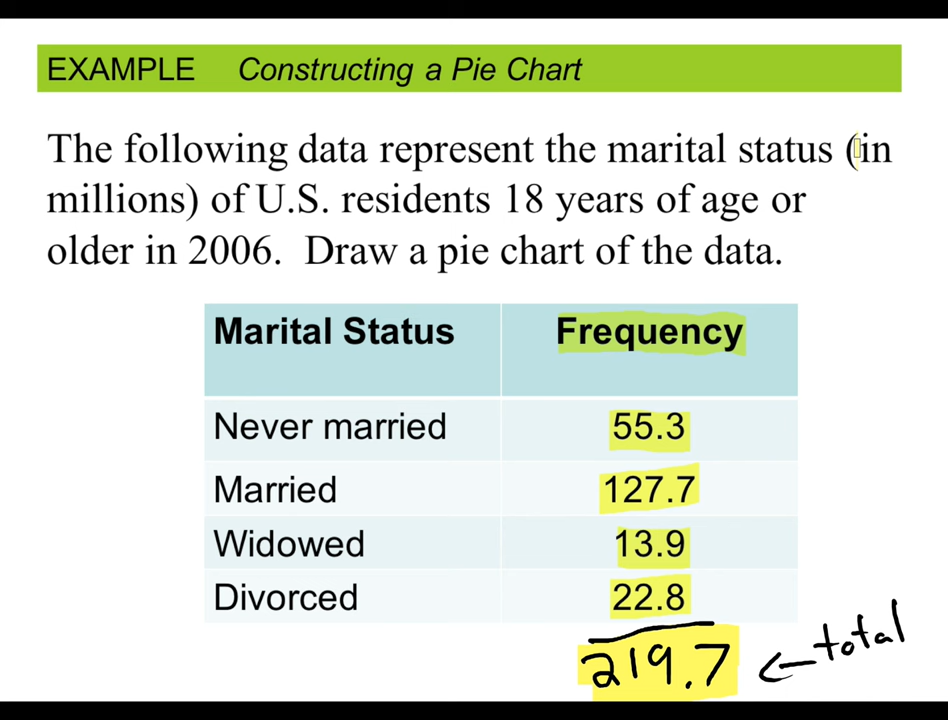 EXAMPLE Constructing a Pie Chart
The following data represent the marital status (in
millions) of U.S. residents 18 years of age or
older in 2006. Draw a pie chart of the data.
Marital Status Frequency
Never married 55.3
Married 127.7
Widowed 13.9
Divorced 22.8
219.7 ← total